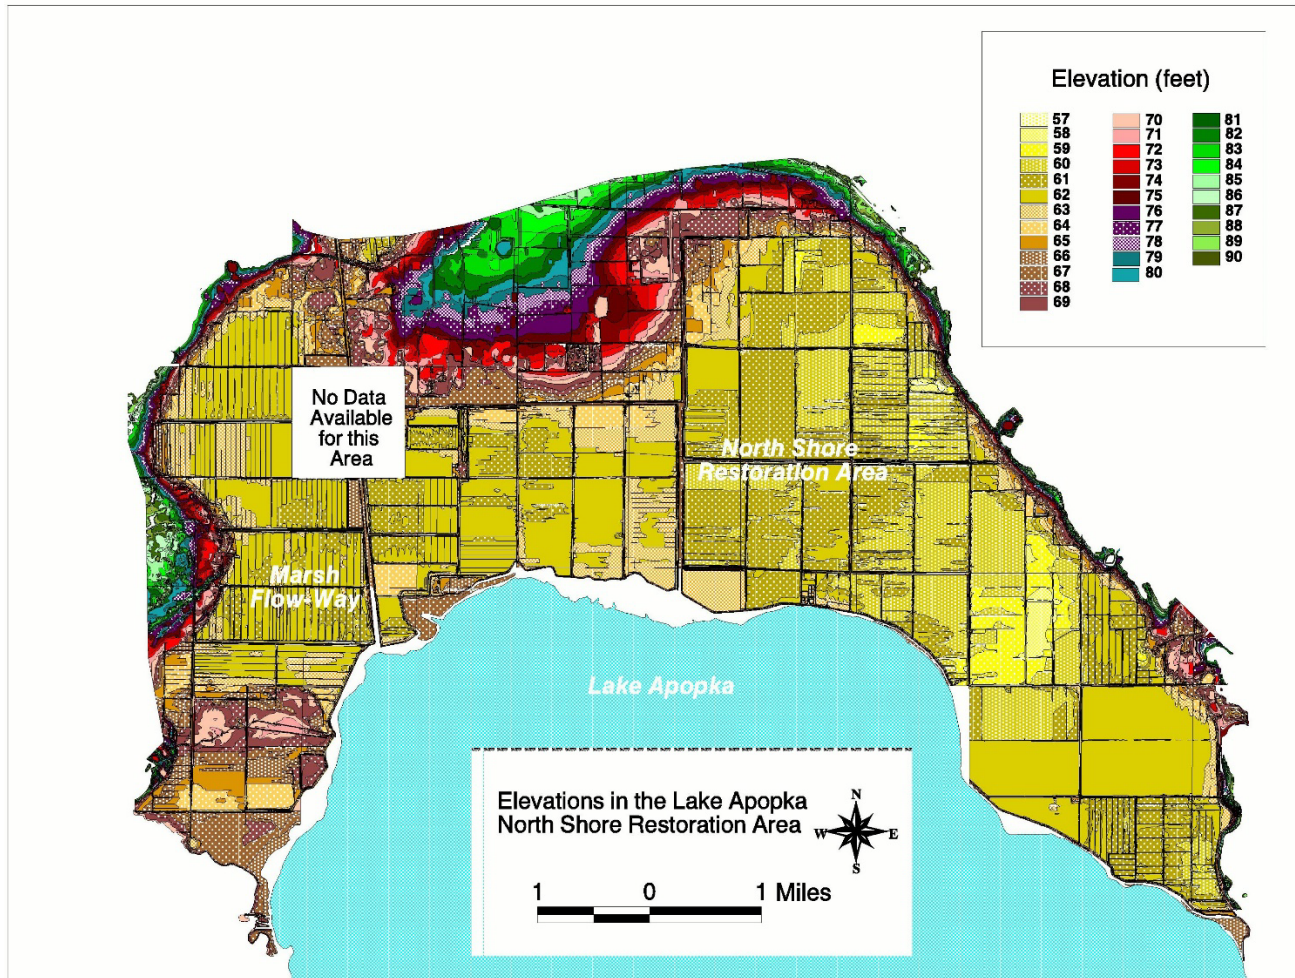 Elevation (feet)
57
58
59
60
61
62
63
64
65
66
67
68
69
70
71
72
73
74
75
76
77
78
79
80
81
82
83
84
85
86
87
88
89
90
No Data
Available
for this
Area
North Shore
Restoration Area
Marsh
Flow-Way
Lake Apopka
Elevations in the Lake Apopka
North Shore Restoration Area
N
W E
S
1 0 1 Miles